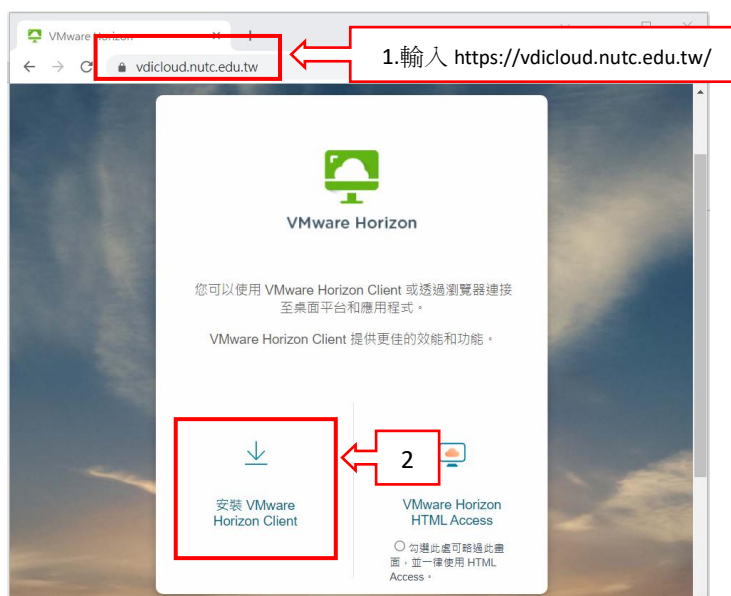 VMware Horizon
1.輸入 https://vdicloud.nutc.edu.tw/
vdicloud.nutc.edu.tw
VMware Horizon
您可以使用 VMware Horizon Client 或透過瀏覽器連接
至桌面平台和應用程式。
VMware Horizon Client 提供更佳的效能和功能。
2
安裝 VMware
Horizon Client
VMware Horizon
HTML Access
勾選此處可略過此畫
面，並一律使用 HTML
Access。